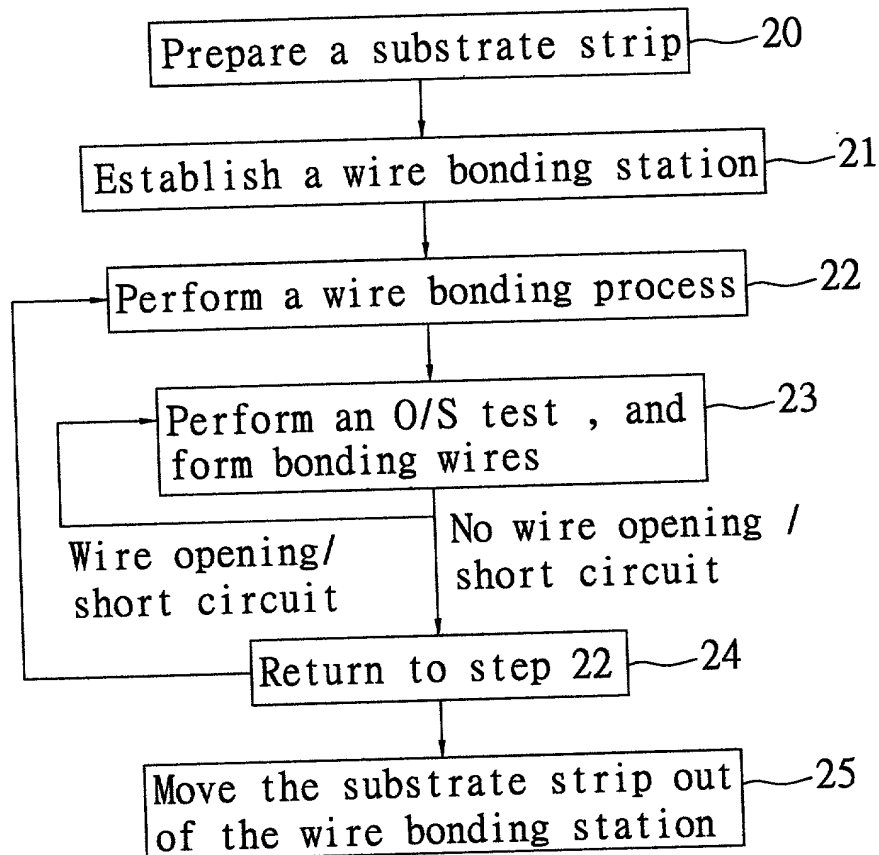 Prepare a substrate strip 20
Establish a wire bonding station 21
Perform a wire bonding process 22
Perform an O/S test , and 23
form bonding wires
Wire opening/
short circuit
No wire opening /
short circuit
Return to step 22 24
Move the substrate strip out 25
of the wire bonding station